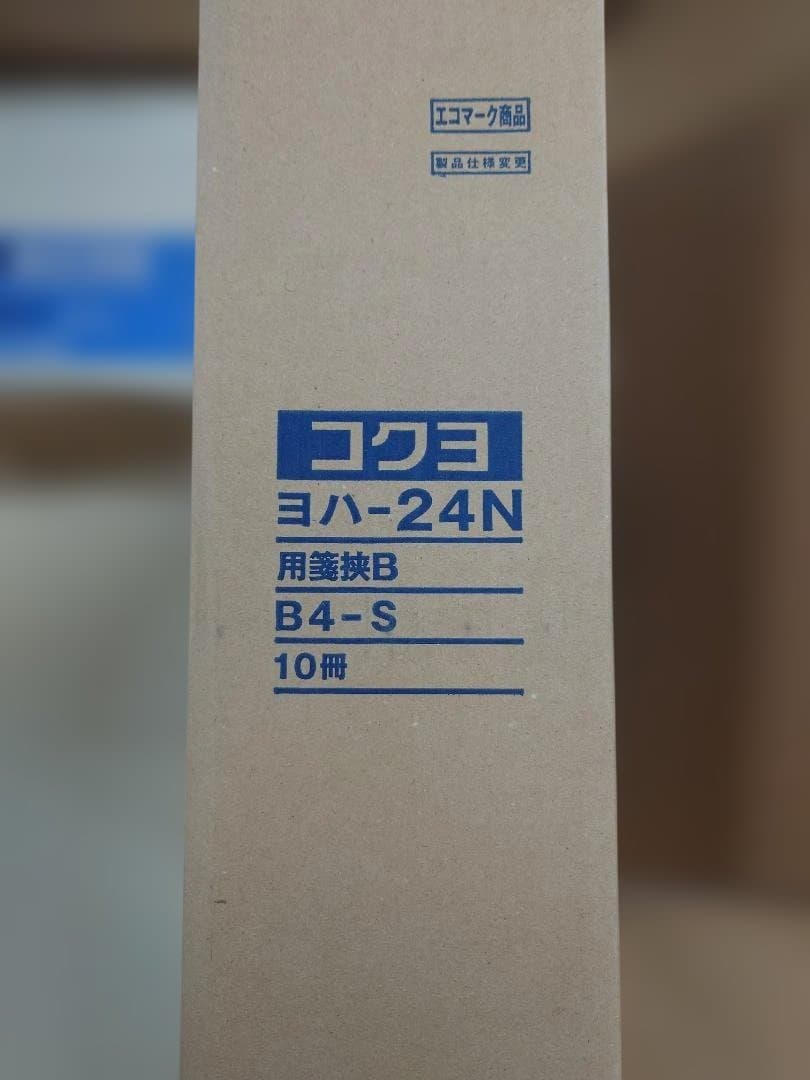 エコマーク商品
製品仕様変更
コクヨ
ヨハ-24N
用箋挟B
B4-S
10冊